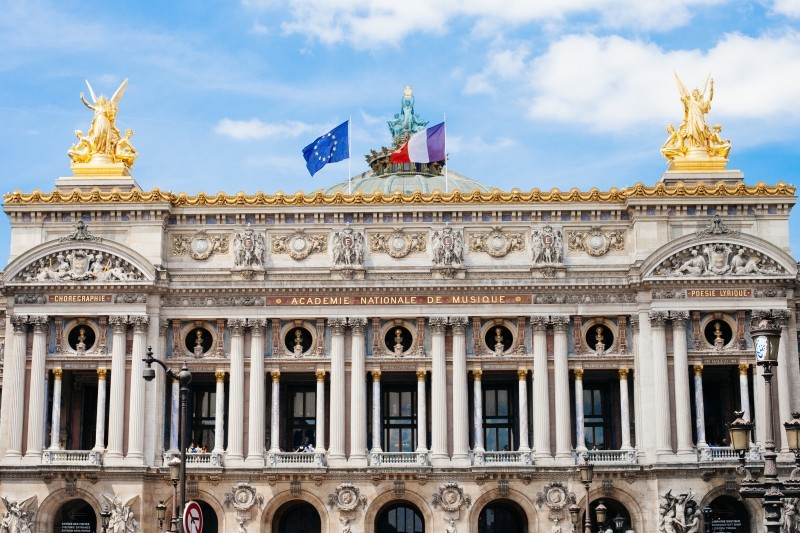 CHOREGRAPHIE
ACADEMIE NATIONALE DE MUSIQUE
POESIE LYRIQUE